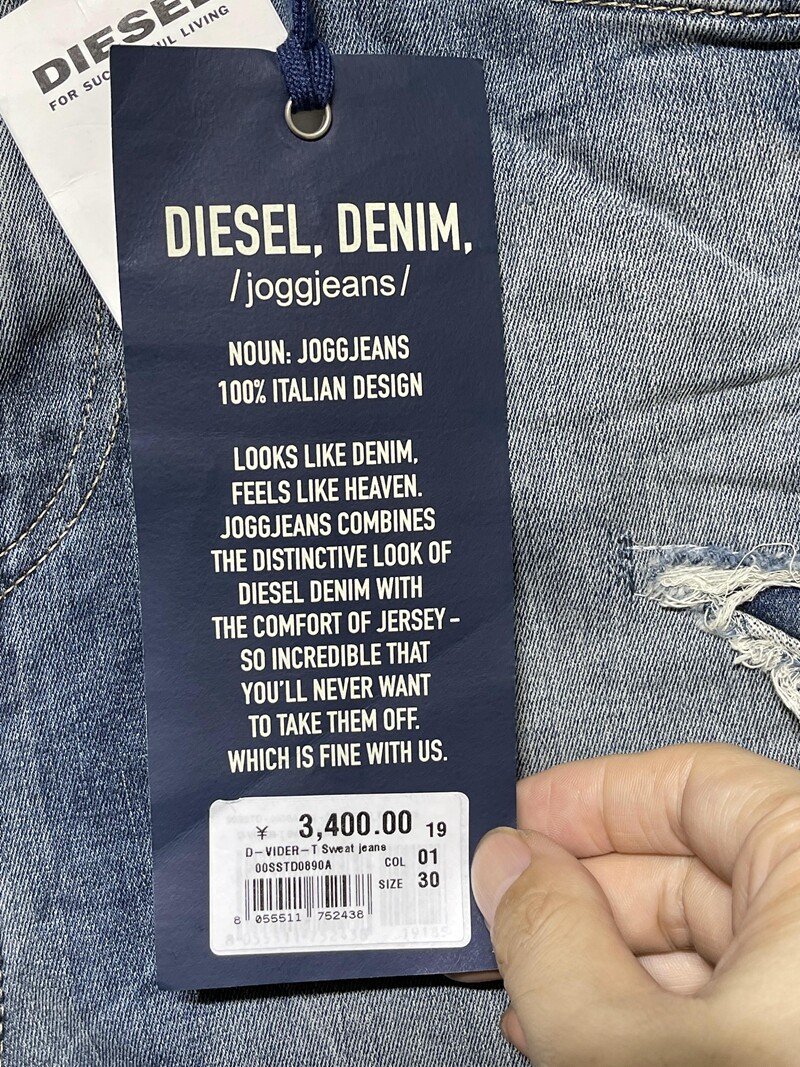 DIESEL
FOR SUC FUL LIVING
DIESEL, DENIM,
/joggjeans/
NOUN: JOGGJEANS
100% ITALIAN DESIGN
LOOKS LIKE DENIM,
FEELS LIKE HEAVEN.
JOGGJEANS COMBINES
THE DISTINCTIVE LOOK OF
DIESEL DENIM WITH
THE COMFORT OF JERSEY -
SO INCREDIBLE THAT
YOU'LL NEVER WANT
TO TAKE THEM OFF.
WHICH IS FINE WITH US.
¥ 3,400.00 19
D-VIDER-T Sweat jeans
00SSTD0890A
COL 01
SIZE 30
8 055511 752438